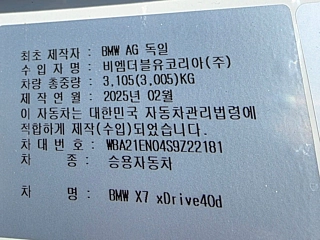 최초 제작자 : BMW AG 독일
수 입 자 명 : 비엠더블유코리아(주)
차량 총중량 : 3,105(3,005)KG
제 작 연 월 : 2025년 02월
이 자동차는 대한민국 자동차관리법령에
적합하게 제작(수입)되었습니다.
차 대 번 호 : WBA21EN04S9Z22181
차 종 : 승용자동차
차 명 : BMW X7 xDrive40d